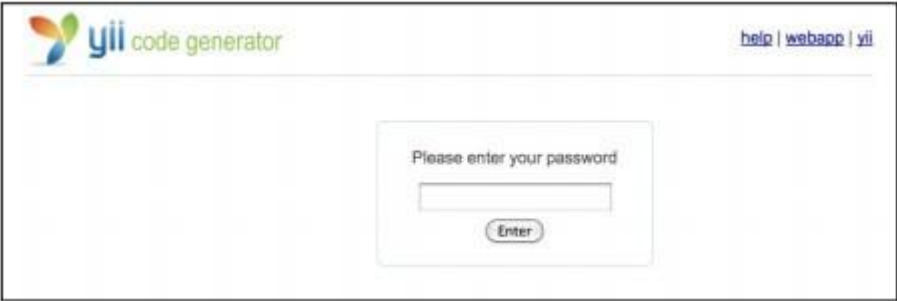 yii code generator
help | webapp | yii
Please enter your password
Enter